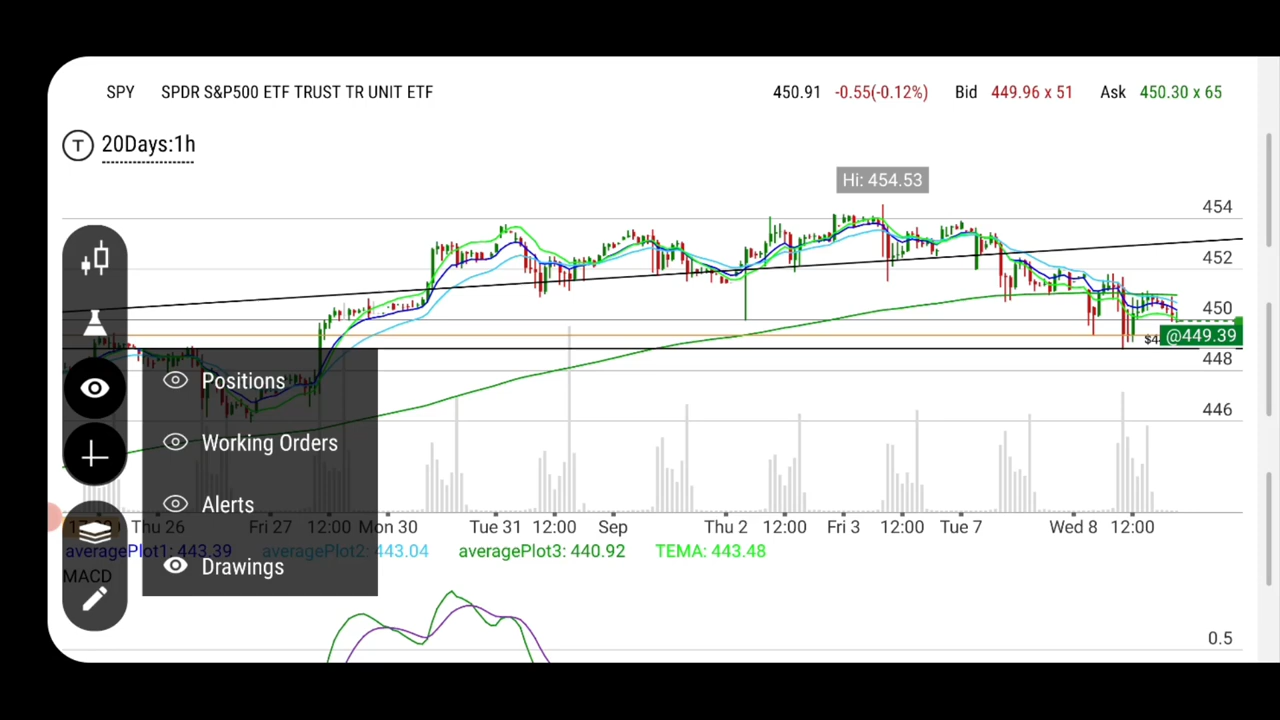 SPY SPDR S&P500 ETF TRUST TR UNIT ETF 450.91 -0.55(-0.12%) Bid 449.96 x 51 Ask 450.30 x 65
T 20Days:1h
Hi: 454.53
454
452
450
@449.39
448
446
Positions
Working Orders
Alerts
Drawings
Thu 26 Fri 27 12:00 Mon 30 Tue 31 12:00 Sep Thu 2 12:00 Fri 3 12:00 Tue 7 Wed 8 12:00
averagePlot1: 443.39 averagePlot2: 443.04 averagePlot3: 440.92 TEMA: 443.48
MACD
0.5